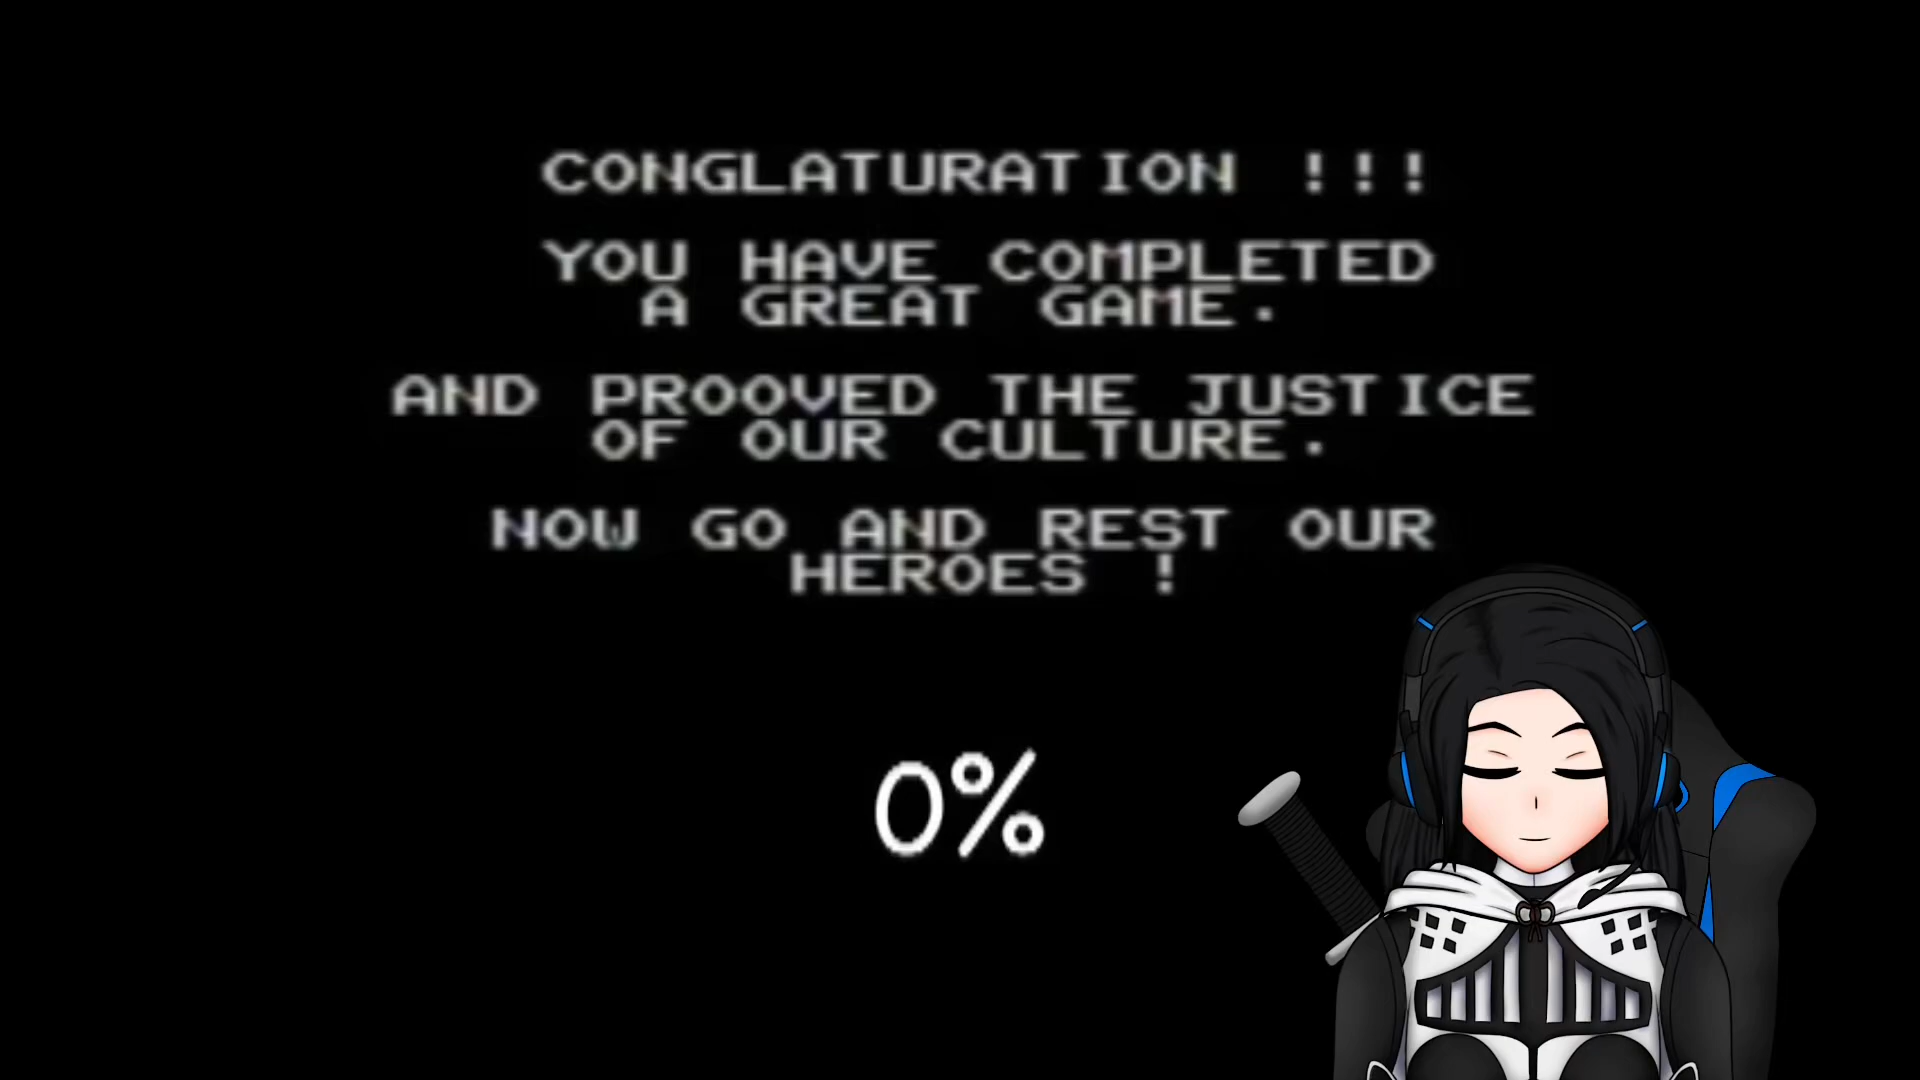 CONGLATURATION !!!
YOU HAVE COMPLETED
A GREAT GAME.
AND PROOVED THE JUSTICE
OF OUR CULTURE.
NOW GO AND REST OUR
HEROES !
0%